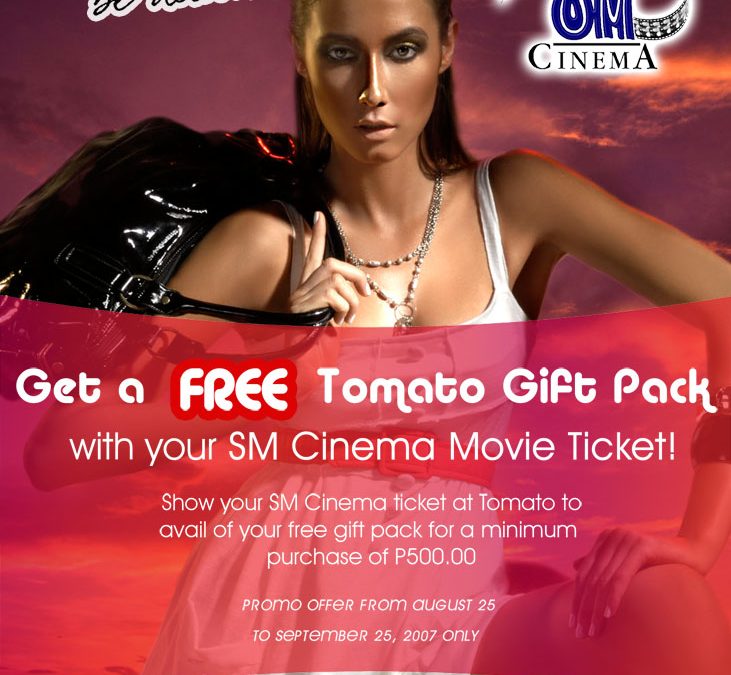 SM
CINEMA
Get a FREE Tomato Gift Pack
with your SM Cinema Movie Ticket!
Show your SM Cinema ticket at Tomato to
avail of your free gift pack for a minimum
purchase of P500.00
PROMO OFFER FROM AUGUST 25
TO SEPTEMBER 25, 2007 ONLY